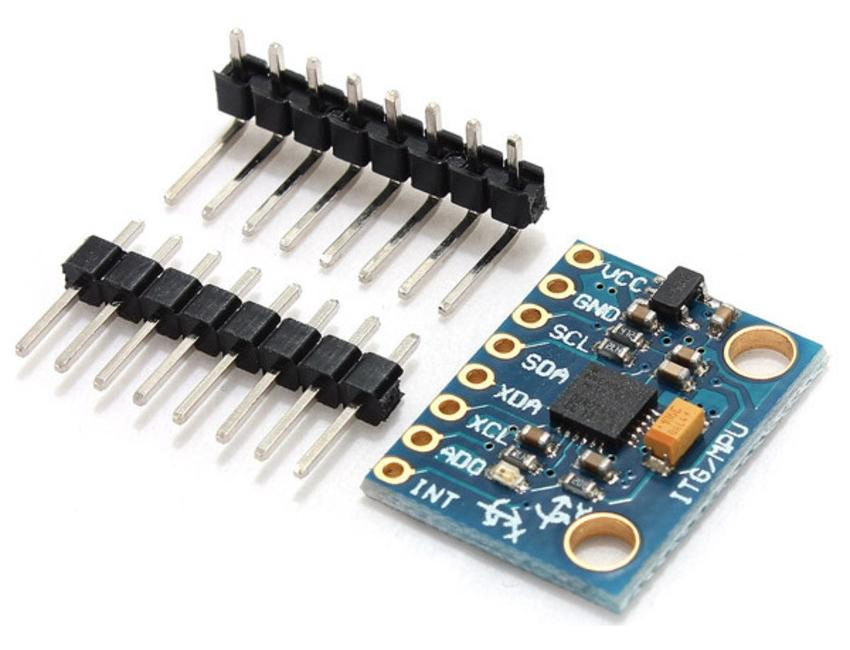 VCC
GND
SCL
SDA
XDA
XCL
ADO
INT
ITG/MPU